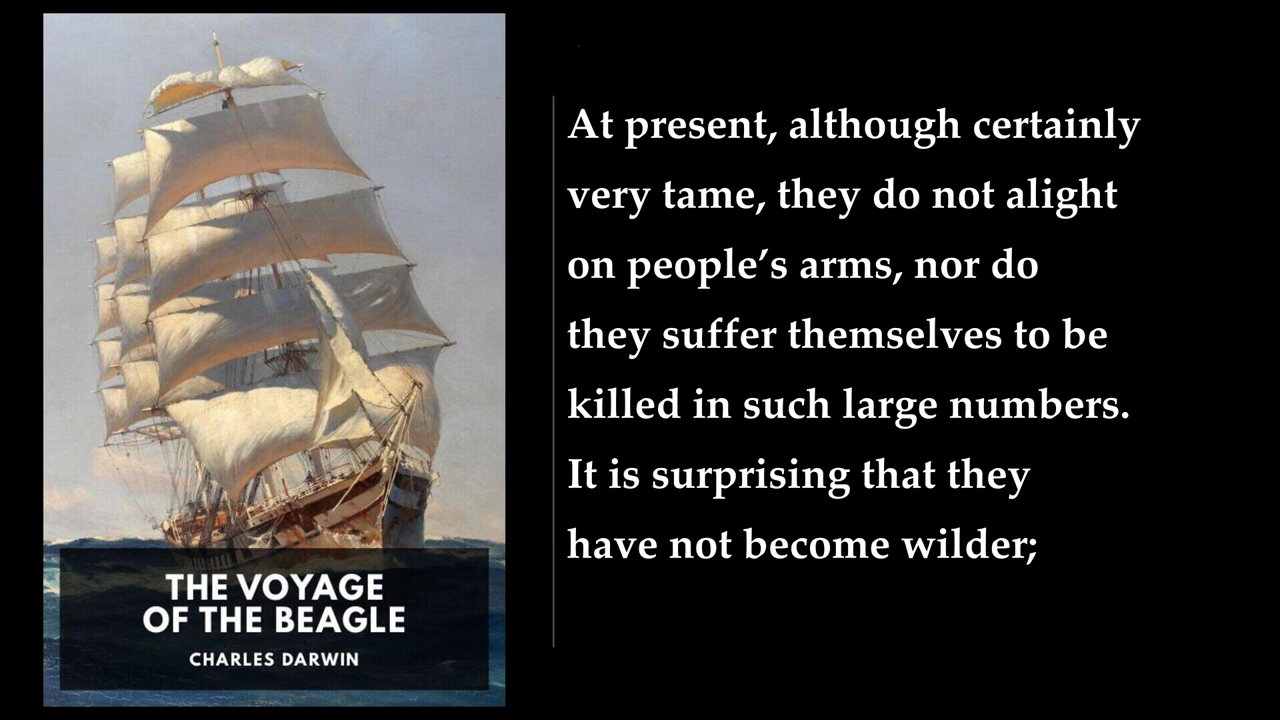 THE VOYAGE
OF THE BEAGLE
CHARLES DARWIN
At present, although certainly
very tame, they do not alight
on people’s arms, nor do
they suffer themselves to be
killed in such large numbers.
It is surprising that they
have not become wilder;